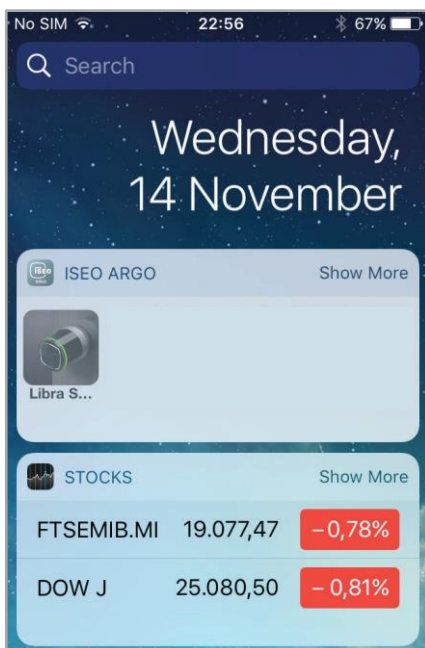 No SIM 22:56 67%
Search
Wednesday,
14 November
ISEO ARGO Show More
Libra S...
STOCKS Show More
FTSEMIB.MI 19.077,47 –0,78%
DOW J 25.080,50 – 0,81%